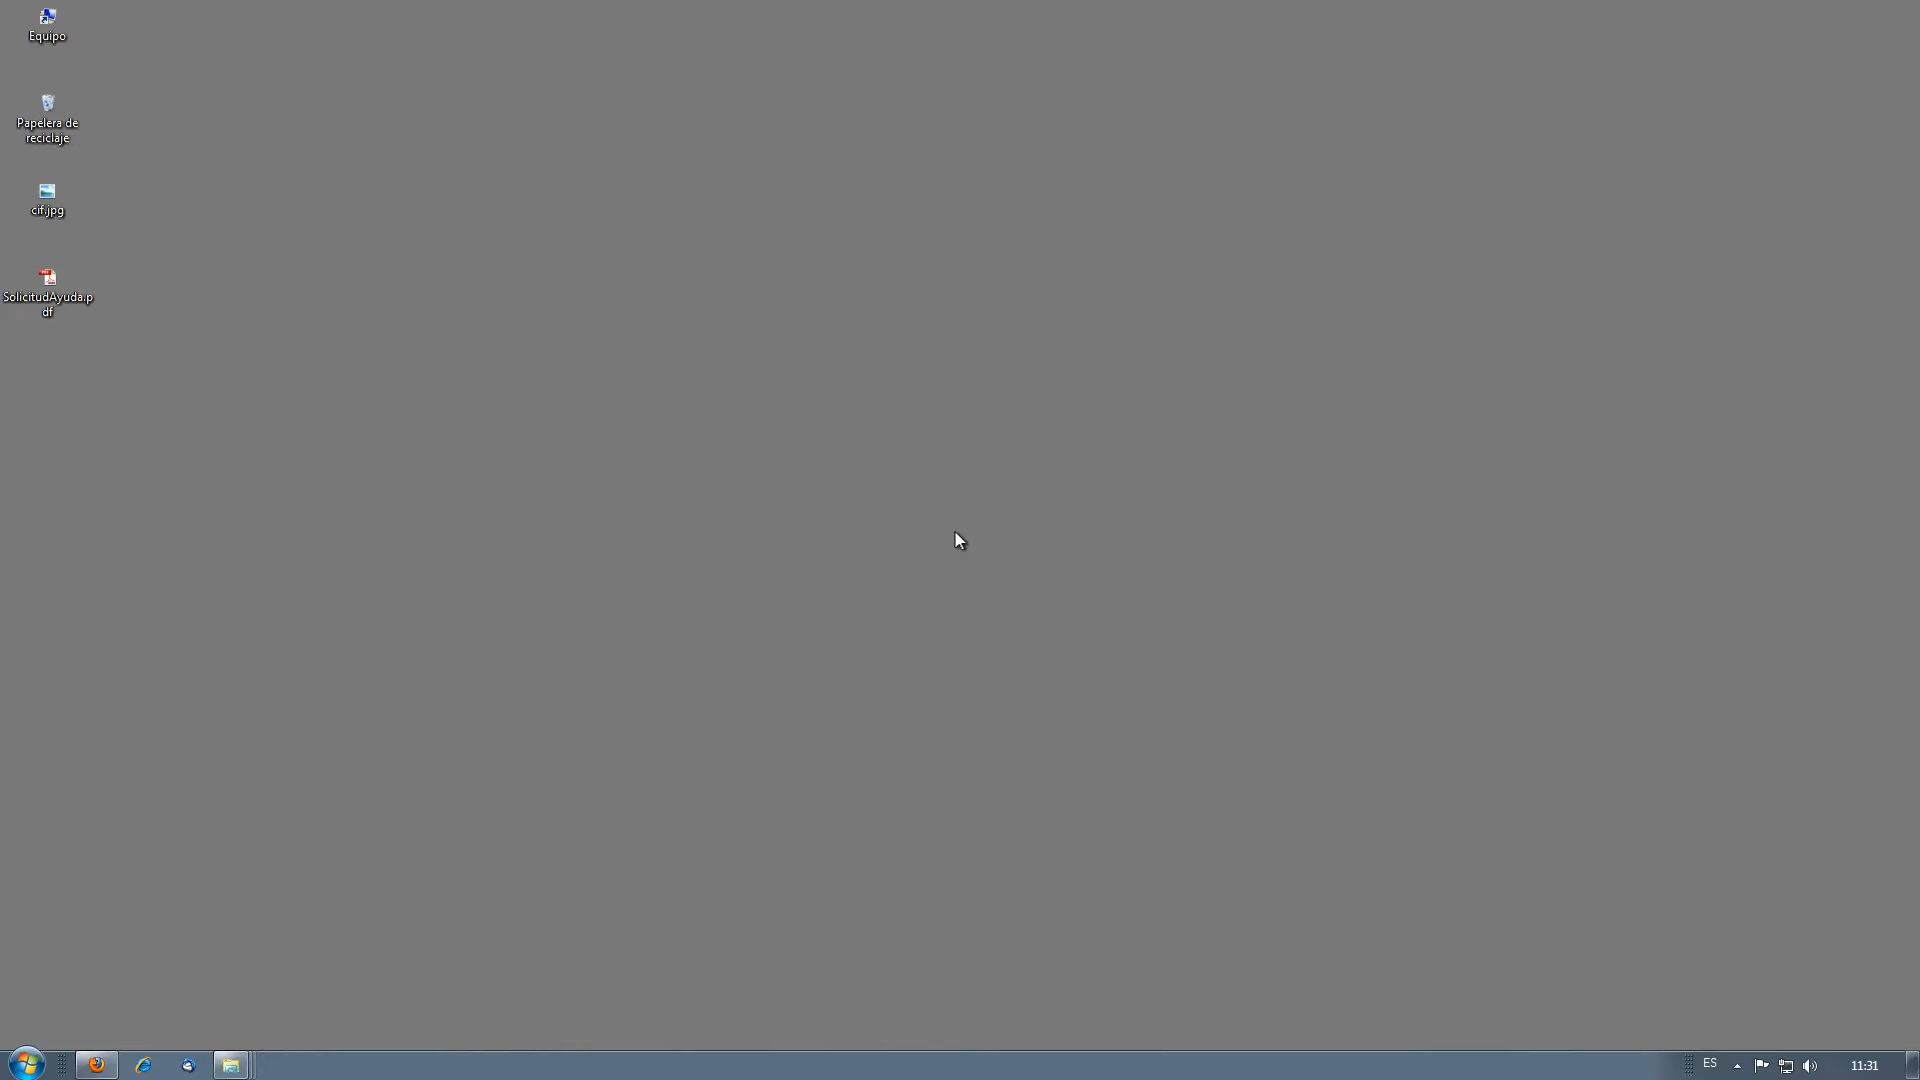 Equipo
Papelera de
reciclaje
cif.jpg
SolicitudAyuda.p
df
ES
11:31